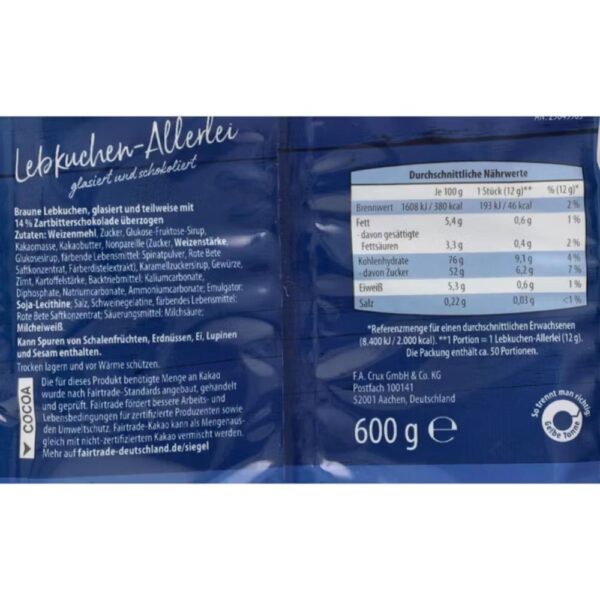 Lebkuchen-Allerlei
glasiert und schokoliert
Braune Lebkuchen, glasiert und teilweise mit
14 % Zartbitterschokolade überzogen
Zutaten: Weizenmehl, Zucker, Glukose-Fruktose-Sirup,
Kakaomasse, Kakaobutter, Nonpareille (Zucker, Weizenstärke,
Glukosesirup, färbende Lebensmittel: Spiratpulver, Rote Bete
Saftkonzentrat, Färberdistelextrakt), Karamellzuckersirup, Gewürze,
Zimt, Kartoffelstärke, Backtriebmittel: Kaliumcarbonate,
Diphosphate, Natriumcarbonate, Ammoniumcarbonate; Emulgator:
Soja-Lecithine; Salz, Schweinegelatine, färbendes Lebensmittel:
Rote Bete Saftkonzentrat; Säuerungsmittel: Milchsäure;
Milcheiweiß.
Kann Spuren von Schalenfrüchten, Erdnüssen, Ei, Lupinen
und Sesam enthalten.
Trocken lagern und vor Wärme schützen.
COCOA
Die für dieses Produkt benötigte Menge an Kakao
wurde nach Fairtrade-Standards angebaut, gehandelt
und geprüft. Fairtrade fördert bessere Arbeits- und
Lebensbedingungen für zertifizierte Produzenten sowie
den Umweltschutz. Fairtrade-Kakao kann als Mengenaus-
gleich mit nicht-zertifiziertem Kakao vermischt werden.
Mehr auf fairtrade-deutschland.de/siegel
Durchschnittliche Nährwerte
Je 100 g 1 Stück (12 g)** % (12 g)*
Brennwert 1608 kJ / 380 kcal 193 kJ / 46 kcal 2 %
Fett 5,4 g 0,6 g 1 %
- davon gesättigte
Fettsäuren 3,3 g 0,4 g 2 %
Kohlenhydrate 76 g 9,1 g 4 %
- davon Zucker 52 g 6,2 g 7 %
Eiweiß 5,3 g 0,6 g 1 %
Salz 0,22 g 0,03 g <1 %
*Referenzmenge für einen durchschnittlichen Erwachsenen
(8.400 kJ / 2.000 kcal). **1 Portion = 1 Lebkuchen-Allerlei (12 g).
Die Packung enthält ca. 50 Portionen.
F.A. Crux GmbH & Co. KG
Postfach 100141
52001 Aachen, Deutschland
600 g ℮
So trennt man richtig:
Gelbe Tonne